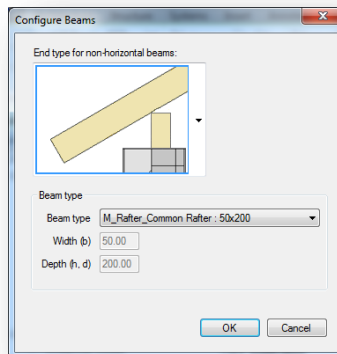 Configure Beams
End type for non-horizontal beams:
Beam type
Beam type M_Rafter_Common Rafter : 50x200
Width (b) 50.00
Depth (h, d) 200.00
OK Cancel